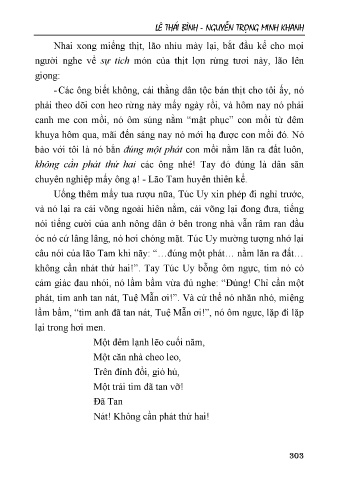 LÊ THÁI BÌNH - NGUYỄN TRỌNG MINH KHANH
Nhai xong miếng thịt, lão nhíu mày lại, bắt đầu kể cho mọi
người nghe về sự tích món của thịt lợn rừng tươi này, lão lên
giọng:
- Các ông biết không, cái thằng dân tộc bán thịt cho tôi ấy, nó
phải theo dõi con heo rừng này mấy ngày rồi, và hôm nay nó phải
canh me con mồi, nó ôm súng nằm “mật phục” con mồi từ đêm
khuya hôm qua, mãi đến sáng nay nó mới hạ được con mồi đó. Nó
bảo với tôi là nó bắn đúng một phát con mồi nằm lăn ra đất luôn,
không cần phát thứ hai các ông nhé! Tay đó đúng là dân săn
chuyên nghiệp mấy ông ạ! - Lão Tam huyên thiên kể.
Uống thêm mấy tua rượu nữa, Túc Uy xin phép đi nghỉ trước,
và nó lại ra cái võng ngoài hiên nằm, cái võng lại đong đưa, tiếng
nói tiếng cười của anh nông dân ở bên trong nhà vẫn râm ran đầu
óc nó cứ lâng lâng, nó hơi chóng mặt. Túc Uy mường tượng nhớ lại
câu nói của lão Tam khi nãy: “…đúng một phát… nằm lăn ra đất…
không cần nhát thứ hai!”. Tay Túc Uy bỗng ôm ngực, tim nó có
cảm giác đau nhói, nó lẩm bẩm vừa đủ nghe: “Đúng! Chỉ cần một
phát, tim anh tan nát, Tuệ Mẫn ơi!”. Và cứ thế nó nhăn nhó, miệng
lẩm bẩm, “tim anh đã tan nát, Tuệ Mẫn ơi!”, nó ôm ngực, lặp đi lặp
lại trong hơi men.
Một đêm lạnh lẽo cuối năm,
Một căn nhà cheo leo,
Trên đỉnh đồi, gió hú,
Một trái tim đã tan vỡ!
Đã Tan
Nát! Không cần phát thứ hai!
303